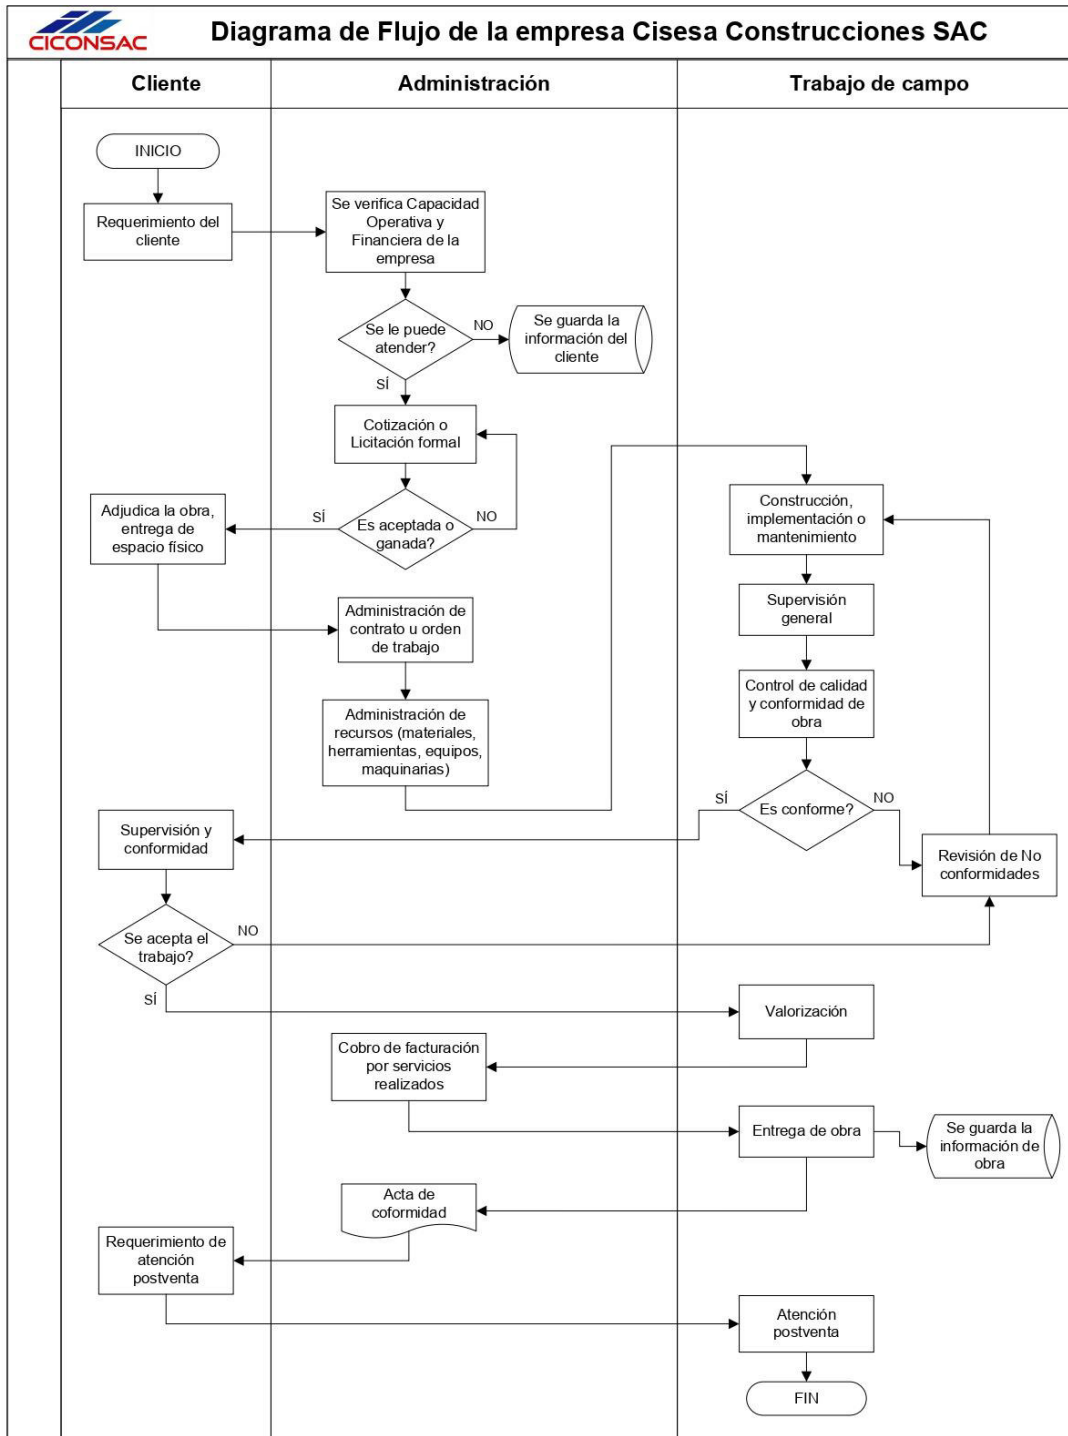 CICONSAC
Diagrama de Flujo de la empresa Cisesa Construcciones SAC
Cliente
Administración
Trabajo de campo
INICIO
Requerimiento del
cliente
Se verifica Capacidad
Operativa y
Financiera de la
empresa
Se le puede
atender?
NO
Se guarda la
información del
cliente
SÍ
Cotización o
Licitación formal
Es aceptada o
ganada?
NO
SÍ
Adjudica la obra,
entrega de
espacio físico
Administración de
contrato u orden
de trabajo
Administración de
recursos (materiales,
herramientas, equipos,
maquinarias)
Construcción,
implementación o
mantenimiento
Supervisión
general
Control de calidad
y conformidad de
obra
Es conforme?
SÍ
NO
Revisión de No
conformidades
Supervisión y
conformidad
Se acepta el
trabajo?
NO
SÍ
Valorización
Cobro de facturación
por servicios
realizados
Entrega de obra
Se guarda la
información de
obra
Acta de
coformidad
Requerimiento de
atención
postventa
Atención
postventa
FIN